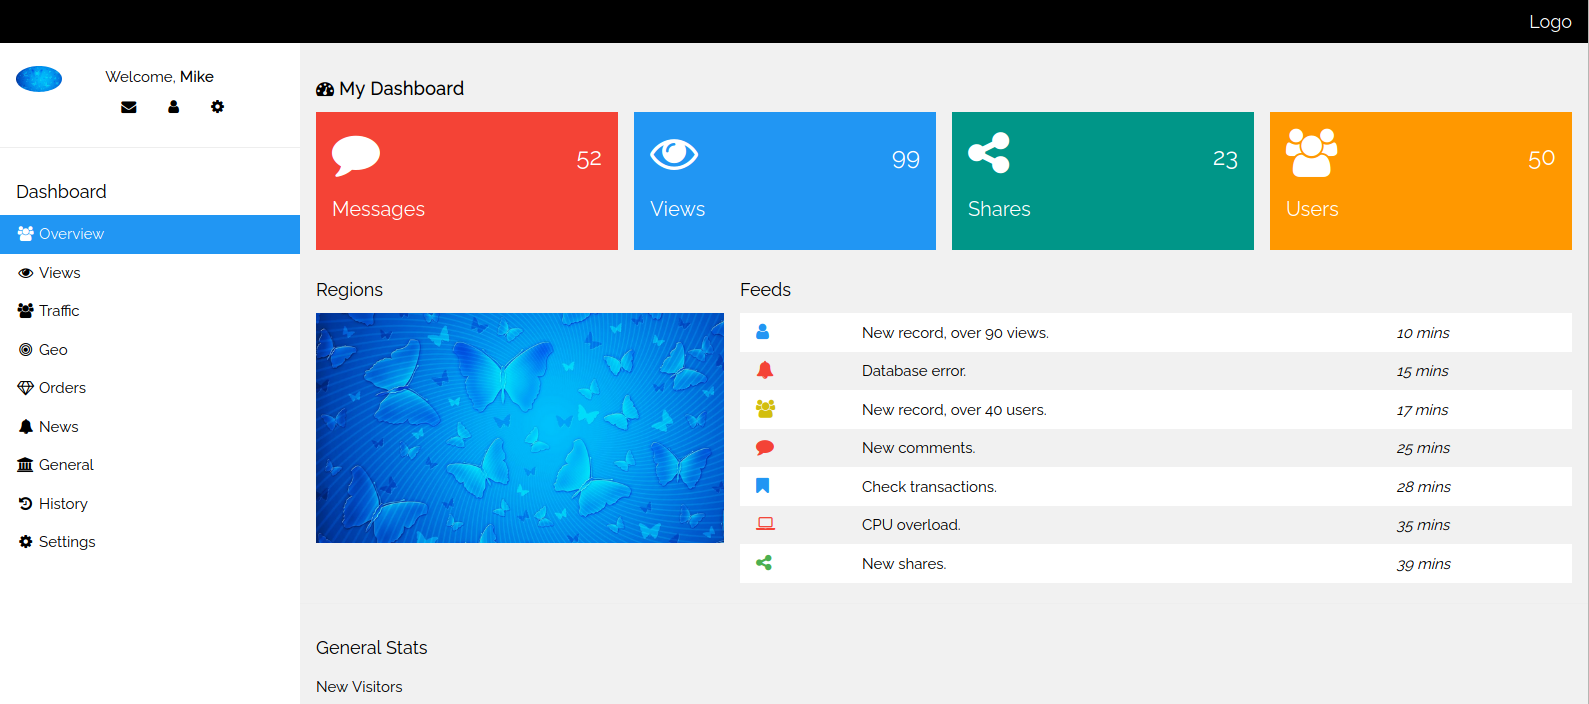 Logo
Welcome, Mike
Dashboard
Overview
Views
Traffic
Geo
Orders
News
General
History
Settings
My Dashboard
52
Messages
99
Views
23
Shares
50
Users
Regions
Feeds
New record, over 90 views. 10 mins
Database error. 15 mins
New record, over 40 users. 17 mins
New comments. 25 mins
Check transactions. 28 mins
CPU overload. 35 mins
New shares. 39 mins
General Stats
New Visitors